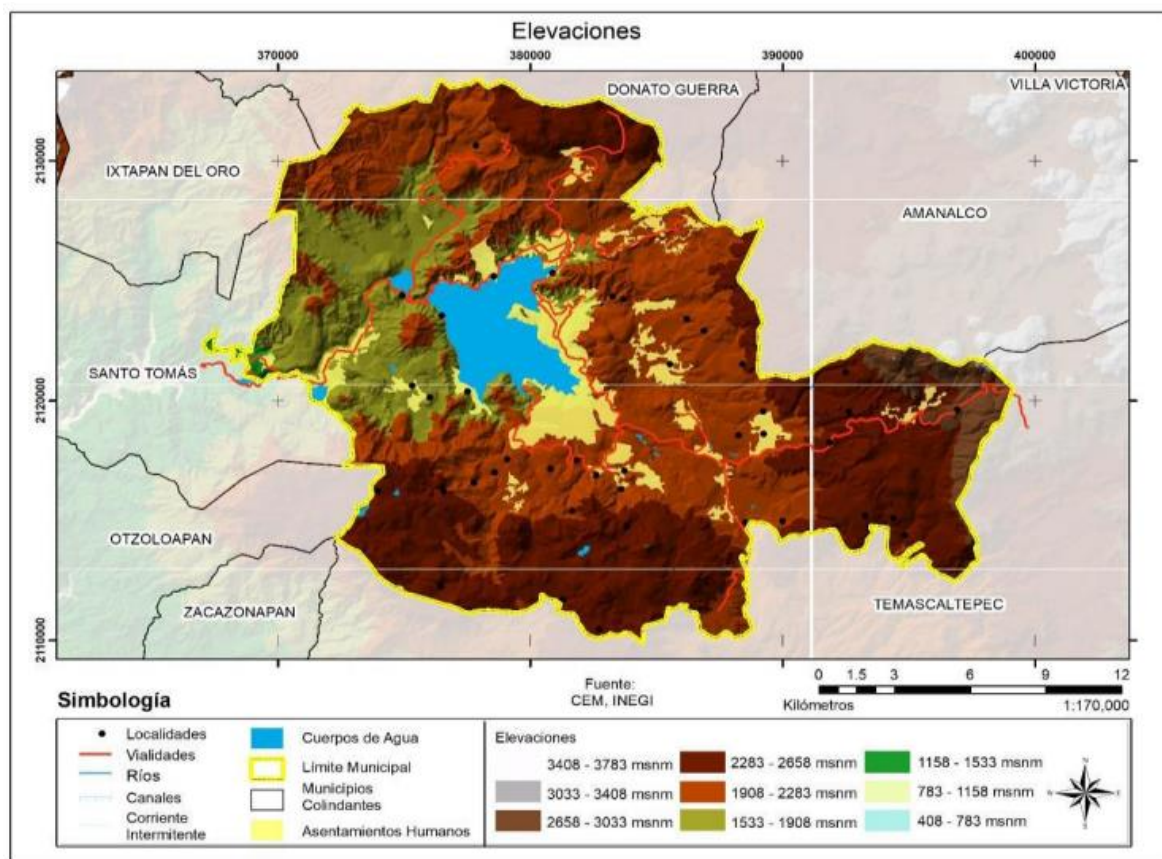 Elevaciones
370000 380000 390000 400000
DONATO GUERRA
VILLA VICTORIA
2130000
IXTAPAN DEL ORO
AMANALCO
SANTO TOMÁS
2120000
OTZOLOAPAN
ZACAZONAPAN
TEMASCALTEPEC
2110000
Simbología
Fuente:
CEM, INEGI
0 1.5 3 6 9 12
Kilómetros
1:170,000
Localidades
Vialidades
Ríos
Canales
Corriente
Intermitente
Cuerpos de Agua
Límite Municipal
Municipios
Colindantes
Asentamientos Humanos
Elevaciones
3408 - 3783 msnm
3033 - 3408 msnm
2658 - 3033 msnm
2283 - 2658 msnm
1908 - 2283 msnm
1533 - 1908 msnm
1158 - 1533 msnm
783 - 1158 msnm
408 - 783 msnm